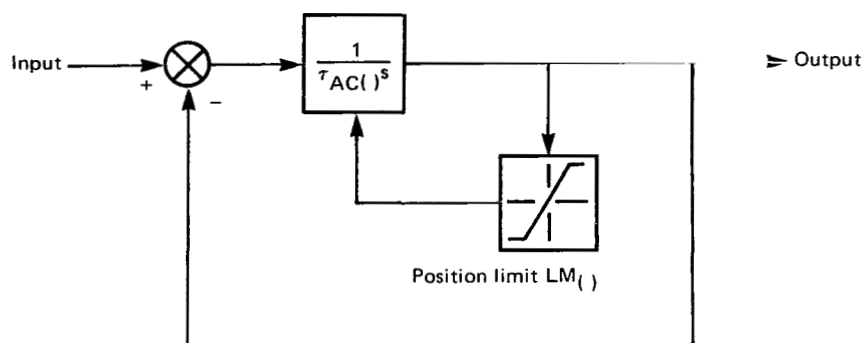 Input
+
−
1
τAC( )s
Output
Position limit LM( )